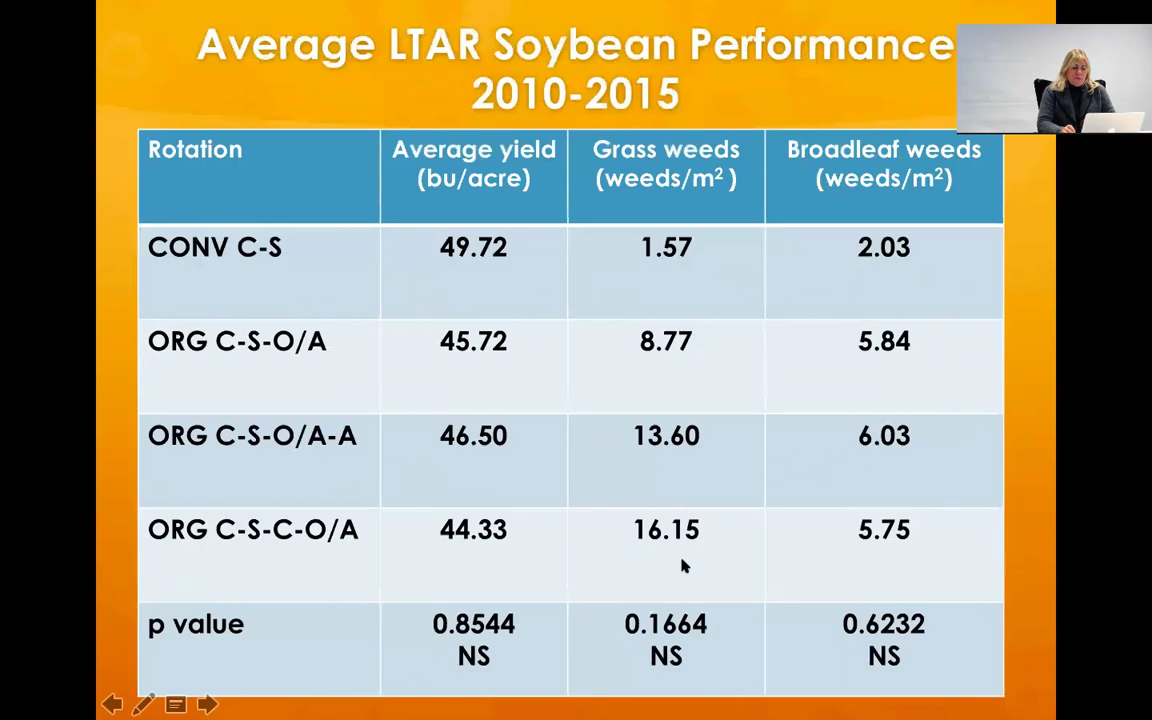 Average LTAR Soybean Performance
2010-2015
Rotation
Average yield
(bu/acre)
Grass weeds
(weeds/m²)
Broadleaf weeds
(weeds/m²)
CONV C-S 49.72 1.57 2.03
ORG C-S-O/A 45.72 8.77 5.84
ORG C-S-O/A-A 46.50 13.60 6.03
ORG C-S-C-O/A 44.33 16.15 5.75
p value 0.8544 0.1664 0.6232
NS NS NS